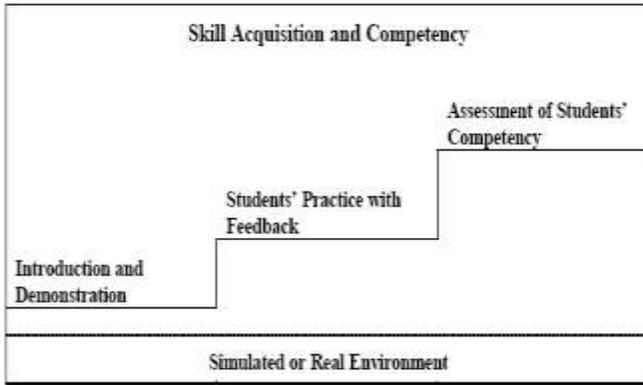 Skill Acquisition and Competency
Assessment of Students'
Competency
Students' Practice with
Feedback
Introduction and
Demonstration
Simulated or Real Environment